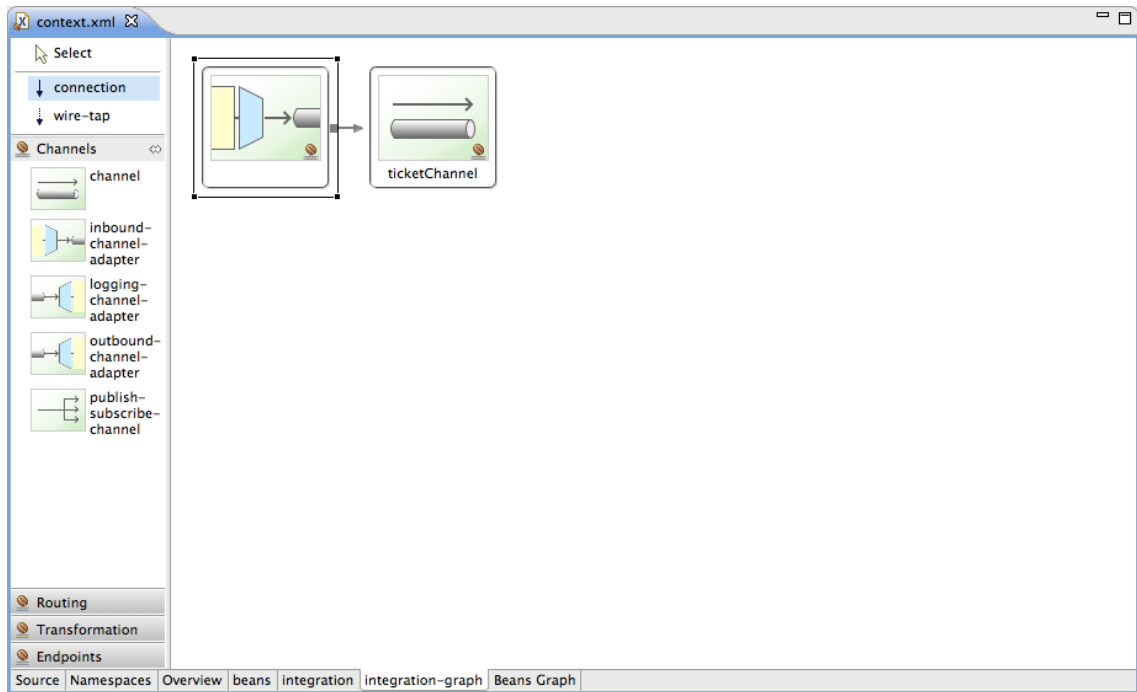 context.xml
Select
connection
wire-tap
Channels
channel
inbound-
channel-
adapter
logging-
channel-
adapter
outbound-
channel-
adapter
publish-
subscribe-
channel
ticketChannel
Routing
Transformation
Endpoints
Source Namespaces Overview beans integration integration-graph Beans Graph